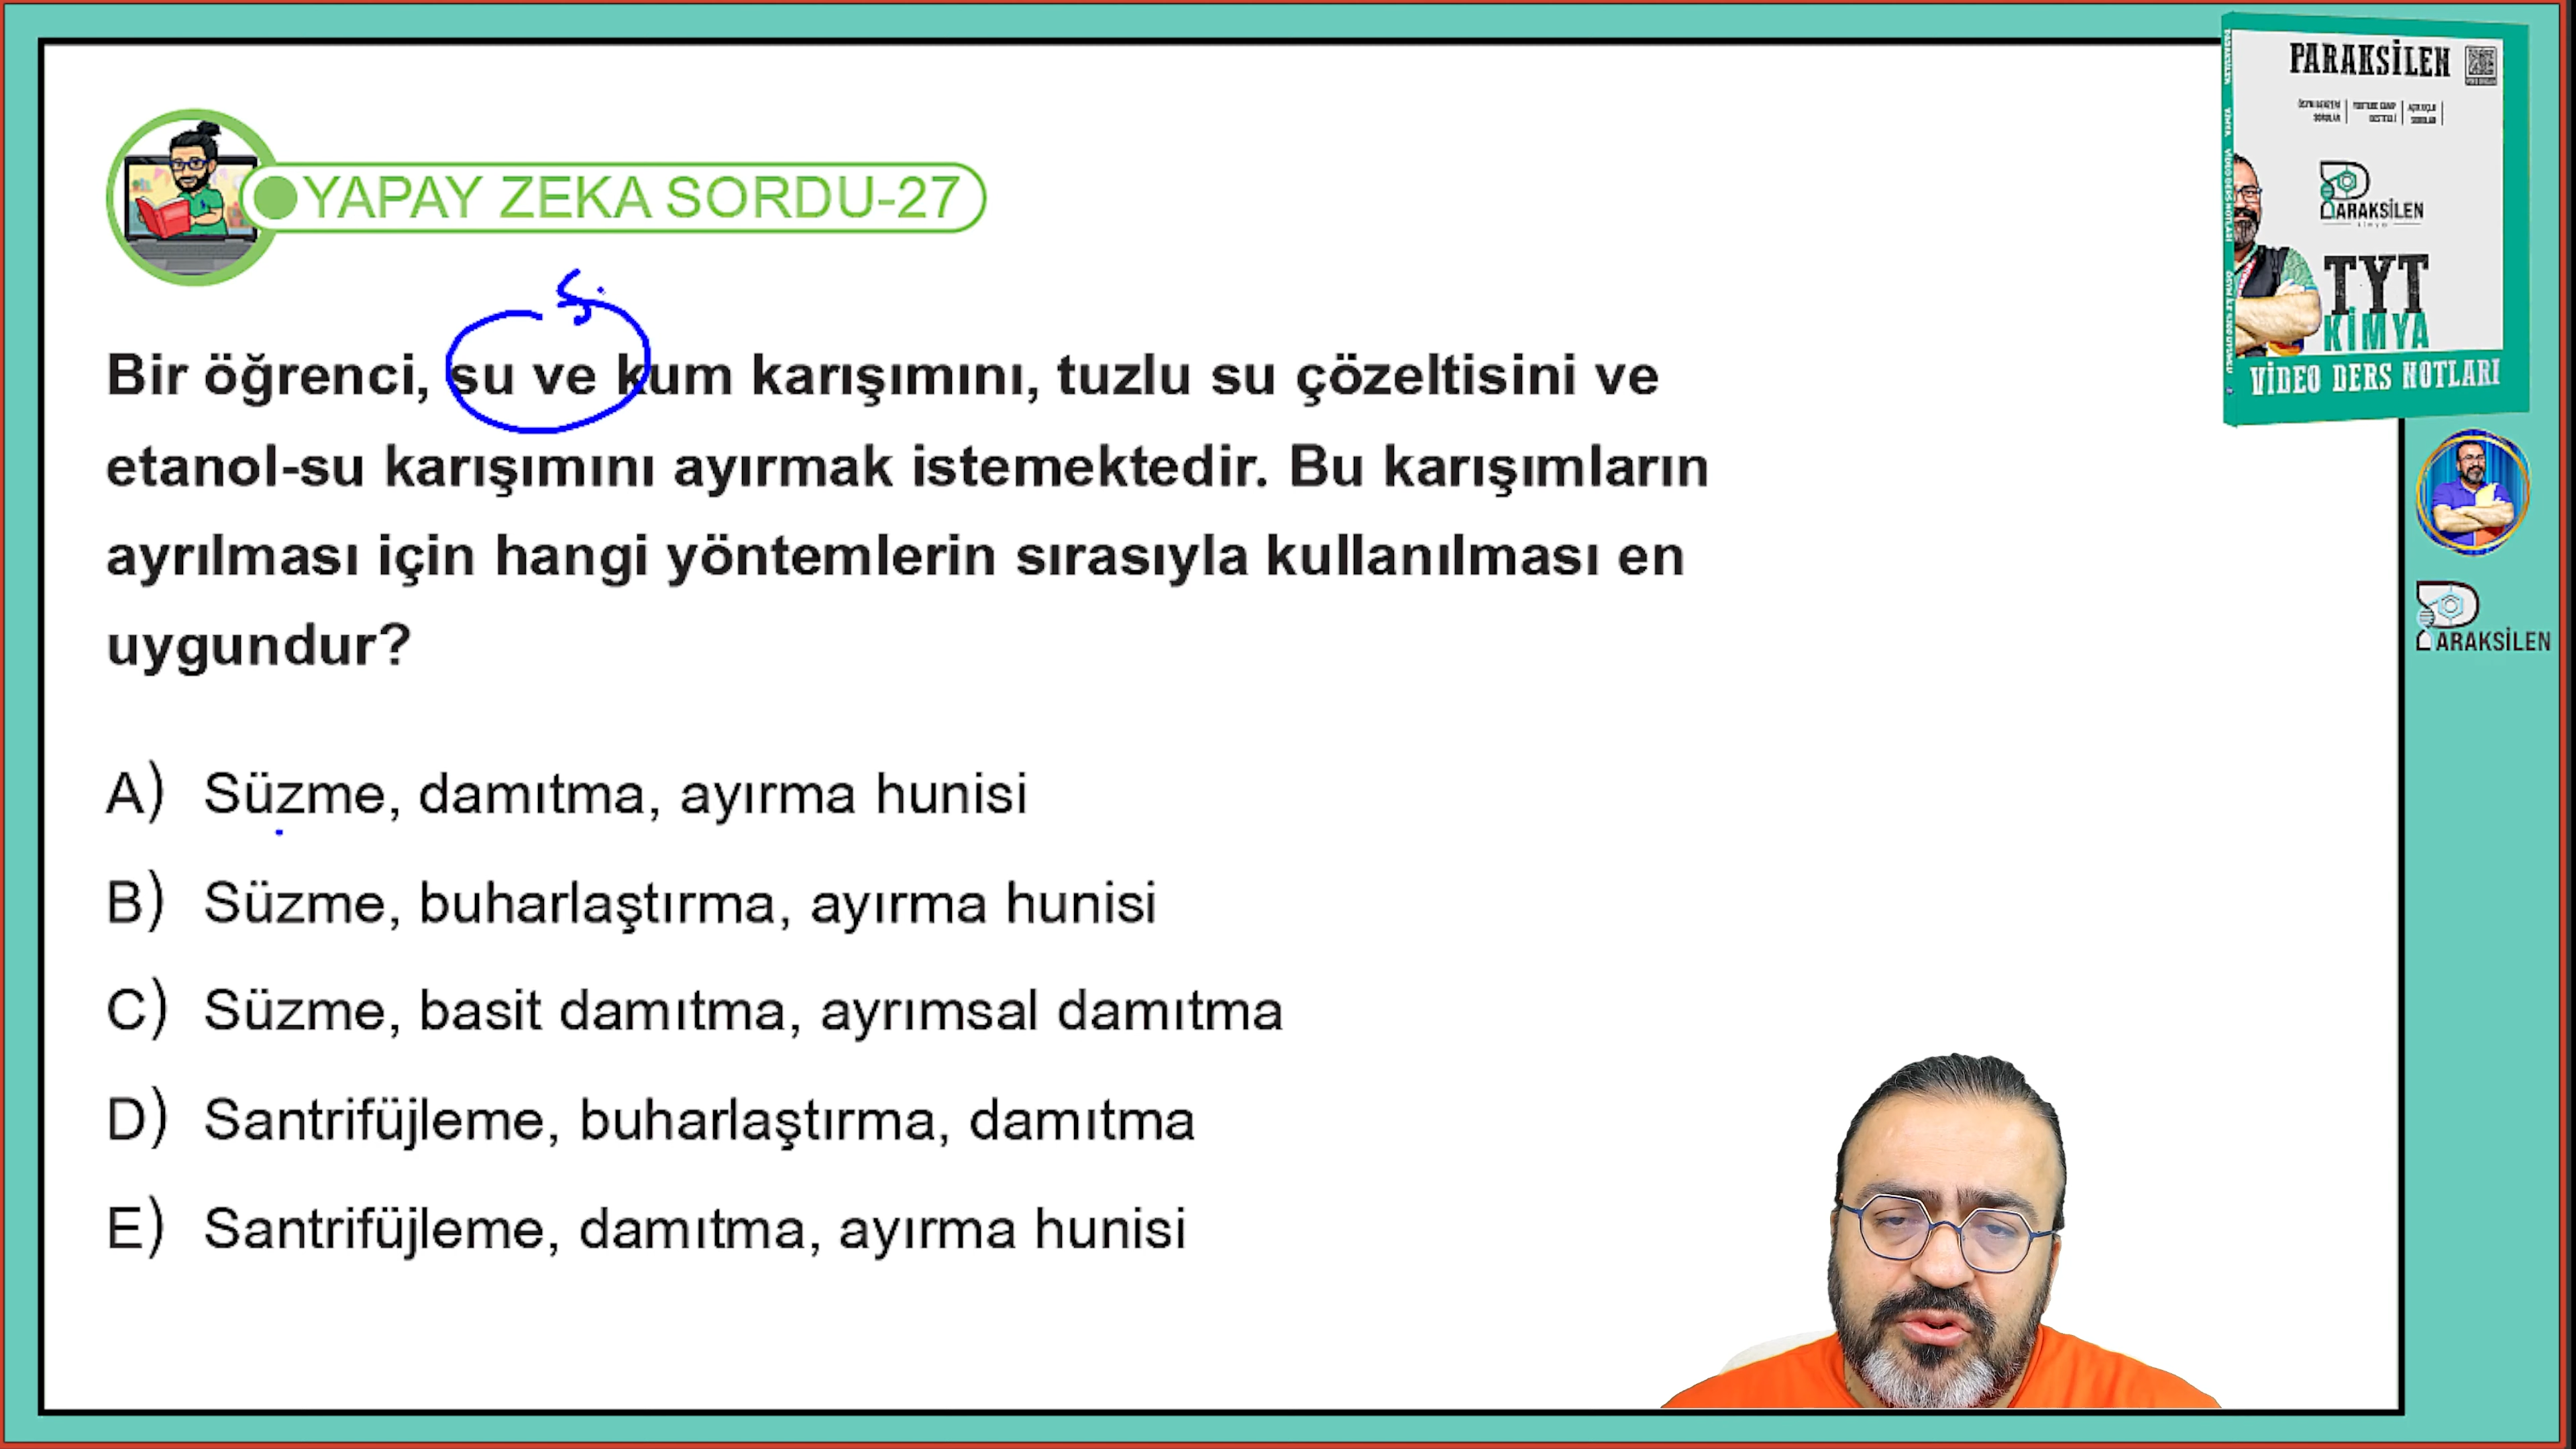 YAPAY ZEKA SORDU-27
Bir öğrenci, su ve kum karışımını, tuzlu su çözeltisini ve
etanol-su karışımını ayırmak istemektedir. Bu karışımların
ayrılması için hangi yöntemlerin sırasıyla kullanılması en
uygundur?
A) Süzme, damıtma, ayırma hunisi
B) Süzme, buharlaştırma, ayırma hunisi
C) Süzme, basit damıtma, ayrımsal damıtma
D) Santrifüjleme, buharlaştırma, damıtma
E) Santrifüjleme, damıtma, ayırma hunisi
PARAKSİLEN
ARAKSİLEN
kimya
TYT
KİMYA
VİDEO DERS NOTLARI
ARAKSİLEN